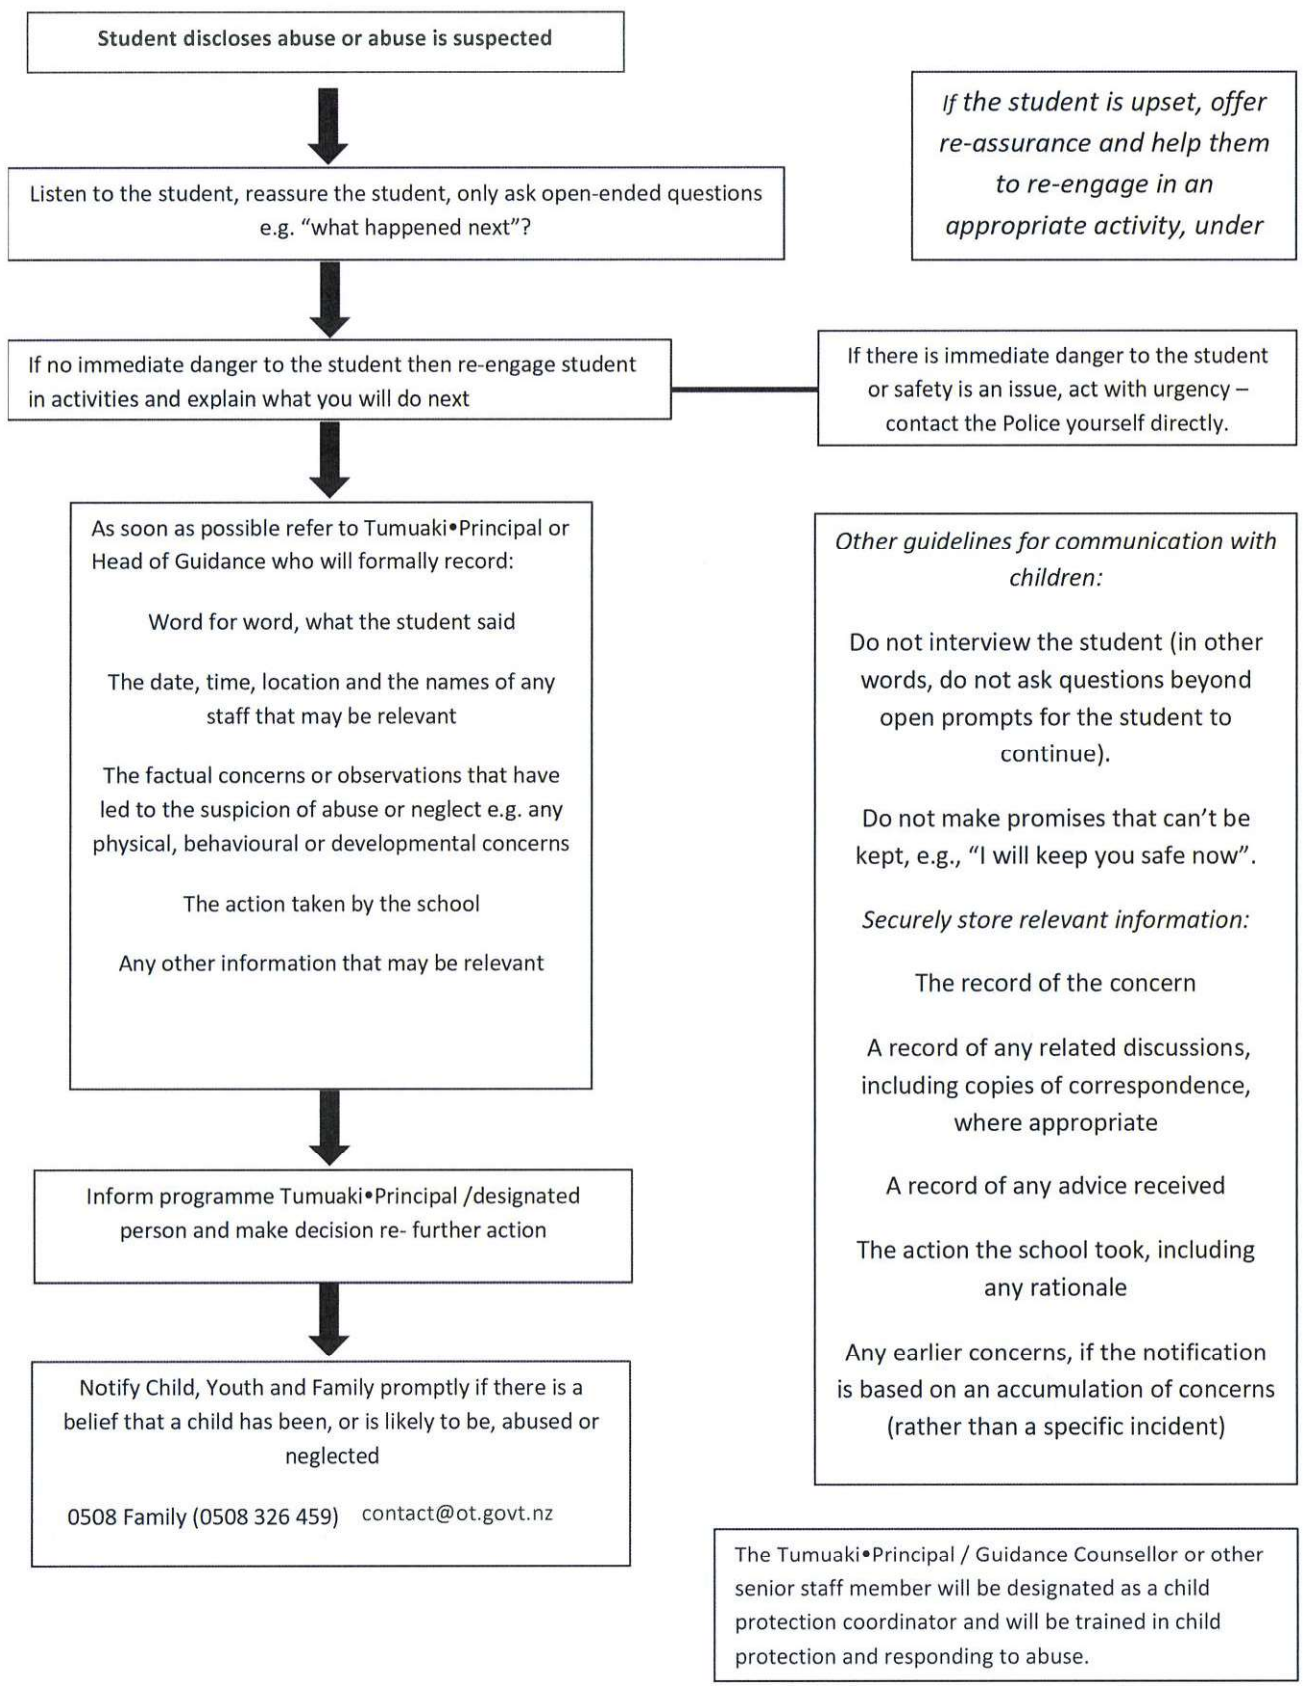 Student discloses abuse or abuse is suspected
If the student is upset, offer
re-assurance and help them
to re-engage in an
appropriate activity, under
Listen to the student, reassure the student, only ask open-ended questions
e.g. “what happened next”?
If no immediate danger to the student then re-engage student
in activities and explain what you will do next
If there is immediate danger to the student
or safety is an issue, act with urgency –
contact the Police yourself directly.
As soon as possible refer to Tumuaki•Principal or
Head of Guidance who will formally record:
Word for word, what the student said
The date, time, location and the names of any
staff that may be relevant
The factual concerns or observations that have
led to the suspicion of abuse or neglect e.g. any
physical, behavioural or developmental concerns
The action taken by the school
Any other information that may be relevant
Other guidelines for communication with
children:
Do not interview the student (in other
words, do not ask questions beyond
open prompts for the student to
continue).
Do not make promises that can’t be
kept, e.g., “I will keep you safe now”.
Securely store relevant information:
The record of the concern
A record of any related discussions,
including copies of correspondence,
where appropriate
A record of any advice received
The action the school took, including
any rationale
Any earlier concerns, if the notification
is based on an accumulation of concerns
(rather than a specific incident)
Inform programme Tumuaki•Principal /designated
person and make decision re- further action
Notify Child, Youth and Family promptly if there is a
belief that a child has been, or is likely to be, abused or
neglected
0508 Family (0508 326 459) contact@ot.govt.nz
The Tumuaki•Principal / Guidance Counsellor or other
senior staff member will be designated as a child
protection coordinator and will be trained in child
protection and responding to abuse.